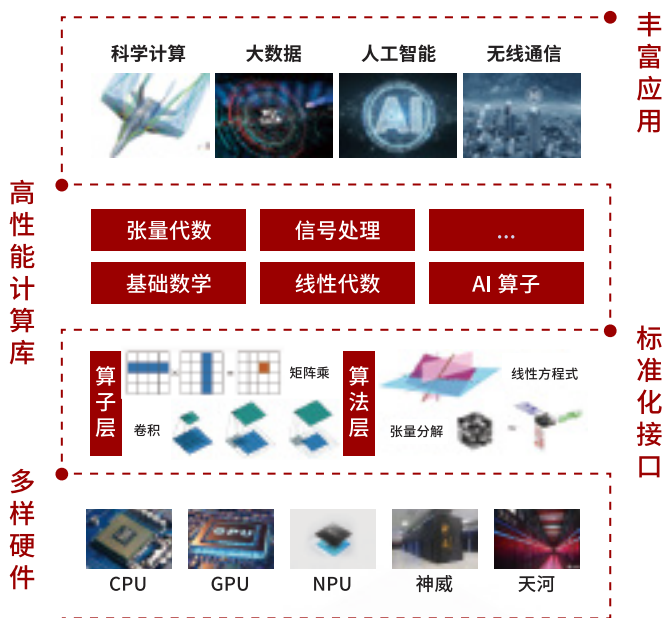 丰富应用
科学计算 大数据 人工智能 无线通信
AI
高性能计算库
张量代数 信号处理 ...
基础数学 线性代数 AI 算子
标准化接口
算子层 矩阵乘 算法层 线性方程式
卷积 张量分解
多样硬件
GPU
CPU GPU NPU 神威 天河